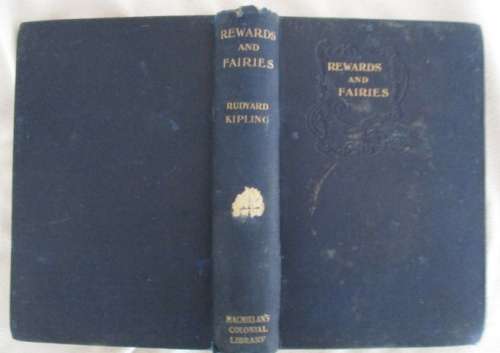 REWARDS
AND
FAIRIES
RUDYARD
KIPLING
MACMILLAN'S
COLONIAL
LIBRARY
REWARDS
AND
FAIRIES